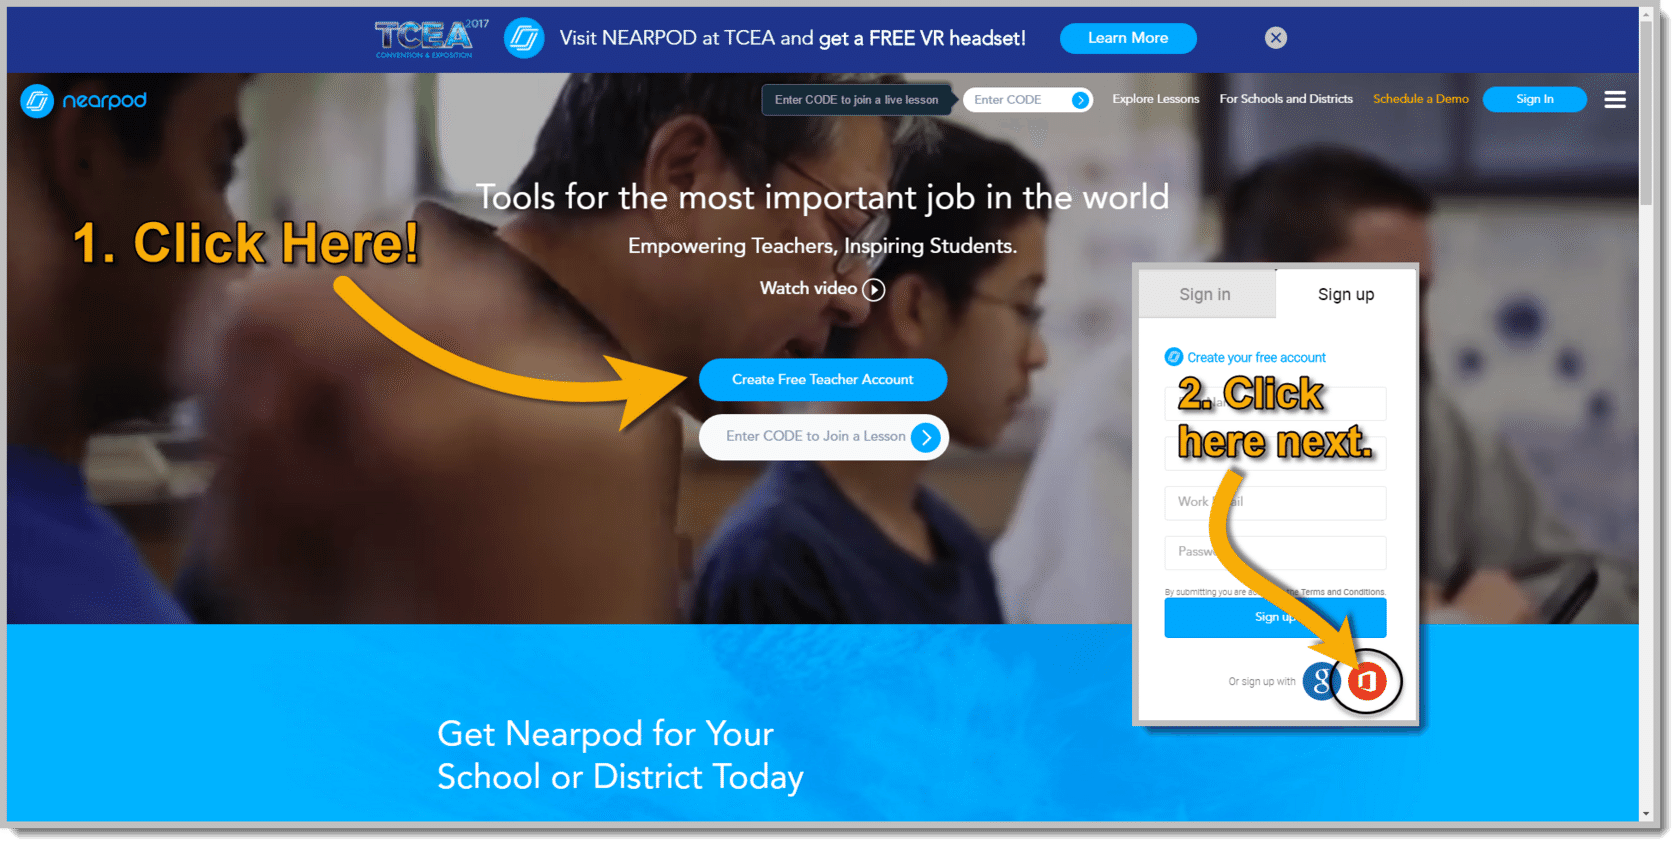 TCEA 2017
CONVENTION & EXPOSITION
Visit NEARPOD at TCEA and get a FREE VR headset!
Learn More
nearpod
Enter CODE to join a live lesson
Enter CODE
Explore Lessons
For Schools and Districts
Schedule a Demo
Sign In
Tools for the most important job in the world
Empowering Teachers, Inspiring Students.
Watch video
1. Click Here!
Create Free Teacher Account
Enter CODE to Join a Lesson
Sign in
Sign up
Create your free account
2. Click
here next.
Work
Passw
By submitting you are the Terms and Conditions.
Sign up
Or sign up with
g
Get Nearpod for Your
School or District Today